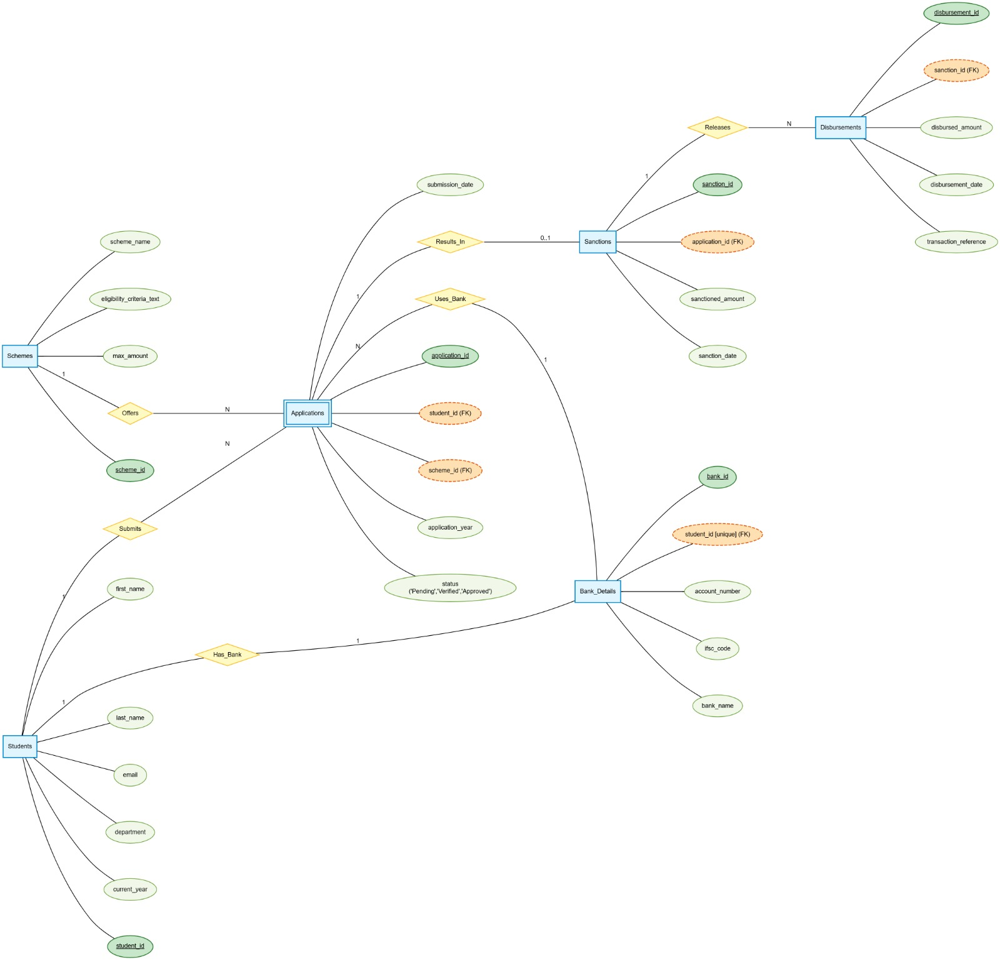 disbursement_id
sanction_id (FK)
Releases
N
Disbursements
disbursed_amount
1
submission_date
sanction_id
disbursement_date
scheme_name
Results_In
0..1
Sanctions
application_id (FK)
transaction_reference
1
eligibility_criteria_text
Uses_Bank
sanctioned_amount
N
1
Schemes
max_amount
application_id
sanction_date
1
Offers
N
Applications
student_id (FK)
N
scheme_id
scheme_id (FK)
bank_id
Submits
application_year
student_id [unique] (FK)
1
first_name
status
('Pending','Verified','Approved')
Bank_Details
account_number
1
Has_Bank
ifsc_code
1
last_name
bank_name
Students
email
department
current_year
student_id